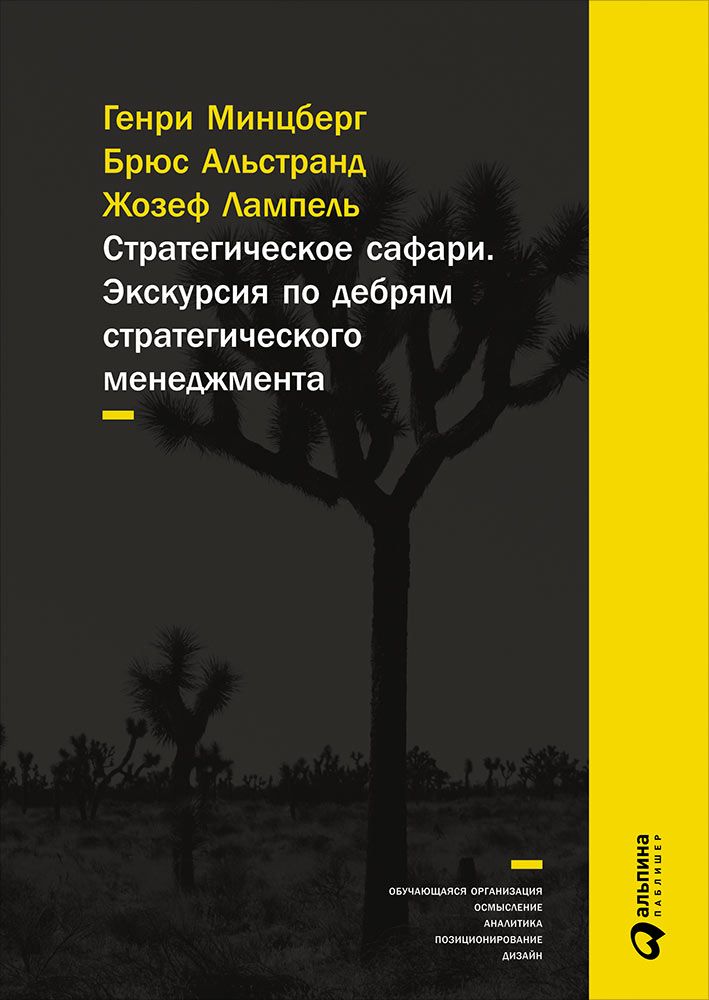 Генри Минцберг
Брюс Альстранд
Жозеф Лампель
Стратегическое сафари.
Экскурсия по дебрям
стратегического
менеджмента
ОБУЧАЮЩАЯСЯ ОРГАНИЗАЦИЯ
ОСМЫСЛЕНИЕ
АНАЛИТИКА
ПОЗИЦИОНИРОВАНИЕ
ДИЗАЙН
альпина
ПАБЛИШЕР